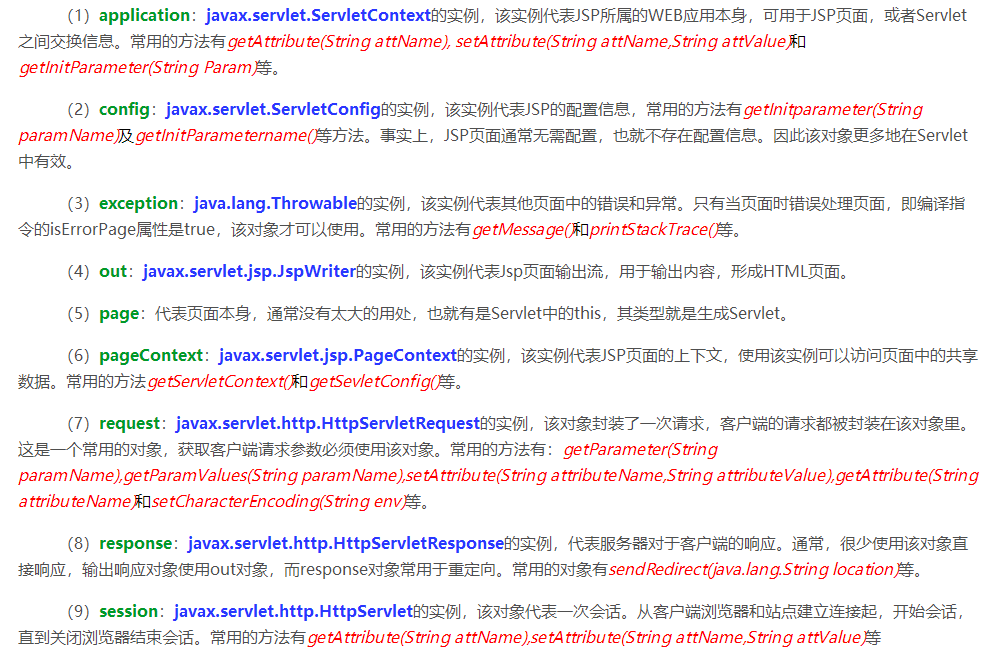 （1）application：javax.servlet.ServletContext的实例，该实例代表JSP所属的WEB应用本身，可用于JSP页面，或者Servlet
之间交换信息。常用的方法有getAttribute(String attName), setAttribute(String attName,String attValue)和
getInitParameter(String Param)等。
（2）config：javax.servlet.ServletConfig的实例，该实例代表JSP的配置信息，常用的方法有getInitparameter(String
paramName)及getInitParametername()等方法。事实上，JSP页面通常无需配置，也就不存在配置信息。因此该对象更多地在Servlet
中有效。
（3）exception：java.lang.Throwable的实例，该实例代表其他页面中的错误和异常。只有当页面时错误处理页面，即编译指
令的isErrorPage属性是true，该对象才可以使用。常用的方法有getMessage()和printStackTrace()等。
（4）out：javax.servlet.jsp.JspWriter的实例，该实例代表Jsp页面输出流，用于输出内容，形成HTML页面。
（5）page：代表页面本身，通常没有太大的用处，也就有是Servlet中的this，其类型就是生成Servlet。
（6）pageContext：javax.servlet.jsp.PageContext的实例，该实例代表JSP页面的上下文，使用该实例可以访问页面中的共享
数据。常用的方法getServletContext()和getSevletConfig()等。
（7）request：javax.servlet.http.HttpServletRequest的实例，该对象封装了一次请求，客户端的请求都被封装在该对象里。
这是一个常用的对象，获取客户端请求参数必须使用该对象。常用的方法有：getParameter(String
paramName),getParamValues(String paramName),setAttribute(String attributeName,String attributeValue),getAttribute(String
attributeName)和setCharacterEncoding(String env)等。
（8）response：javax.servlet.http.HttpServletResponse的实例，代表服务器对于客户端的响应。通常，很少使用该对象直
接响应，输出响应对象使用out对象，而response对象常用于重定向。常用的对象有sendRedirect(java.lang.String location)等。
（9）session：javax.servlet.http.HttpServlet的实例，该对象代表一次会话。从客户端浏览器和站点建立连接起，开始会话，
直到关闭浏览器结束会话。常用的方法有getAttribute(String attName),setAttribute(String attName,String attValue)等